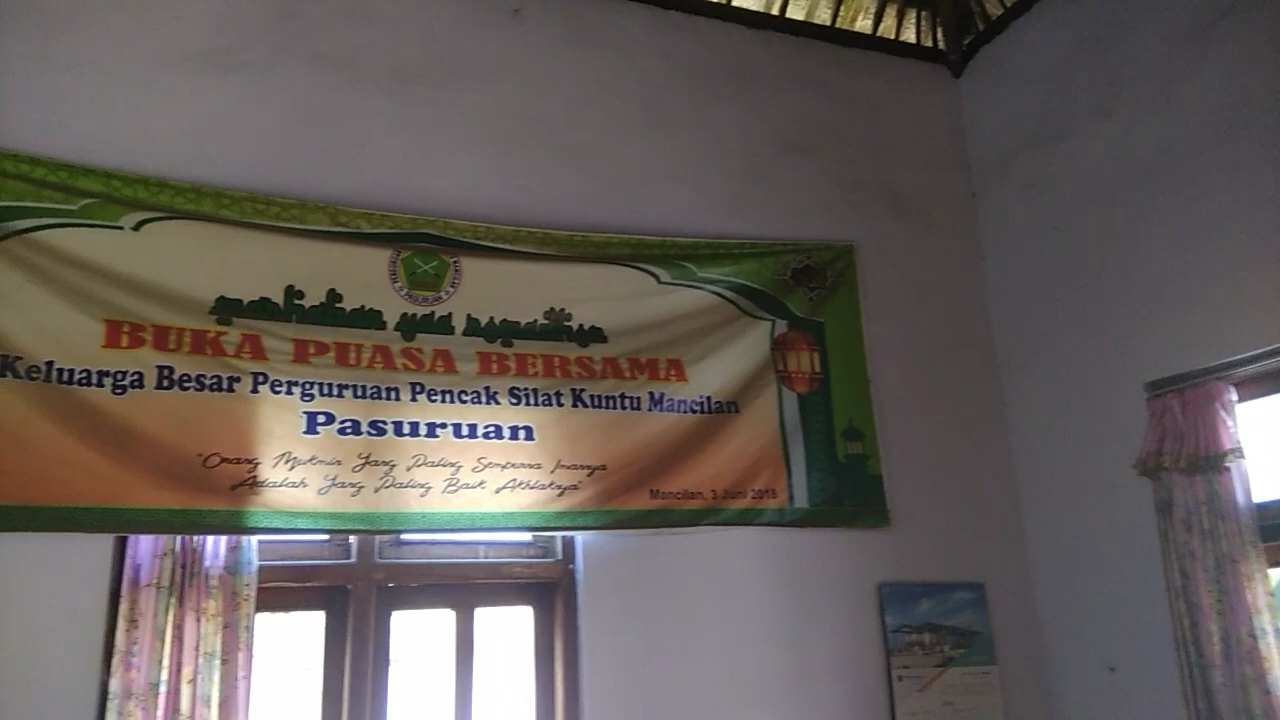 marhaban yaa ramadhan
BUKA PUASA BERSAMA
Keluarga Besar Perguruan Pencak Silat Kuntu Mancilan
Pasuruan
"Orang Mukmin Yang Paling Sempurna Imannya
Adalah Yang Paling Baik Akhlaknya"
Mancilan, 3 Juni 2018